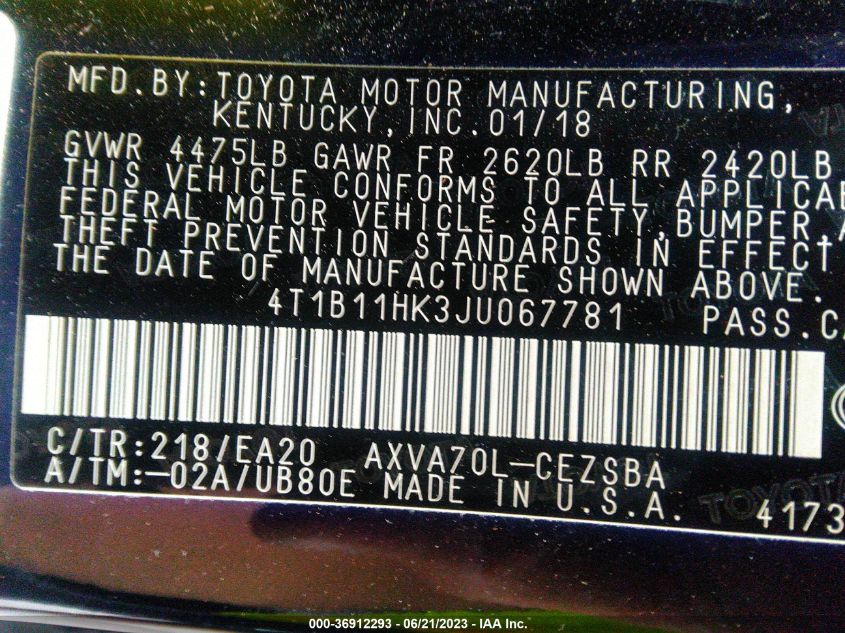 MFD.BY:TOYOTA MOTOR MANUFACTURING,
KENTUCKY,INC.01/18
GVWR 4475LB GAWR FR 2620LB RR 2420LB
THIS VEHICLE CONFORMS TO ALL APPLICAB
FEDERAL MOTOR VEHICLE SAFETY,BUMPER,A
THEFT PREVENTION STANDARDS IN EFFECT
THE DATE OF MANUFACTURE SHOWN ABOVE.
4T1B11HK3JU067781 PASS.CA
C/TR:218/EA20 AXVA70L-CEZSBA
A/TM:-02A/UB80E MADE IN U.S.A. 4173
TOYOTA
000-36912293 - 06/21/2023 - IAA Inc.